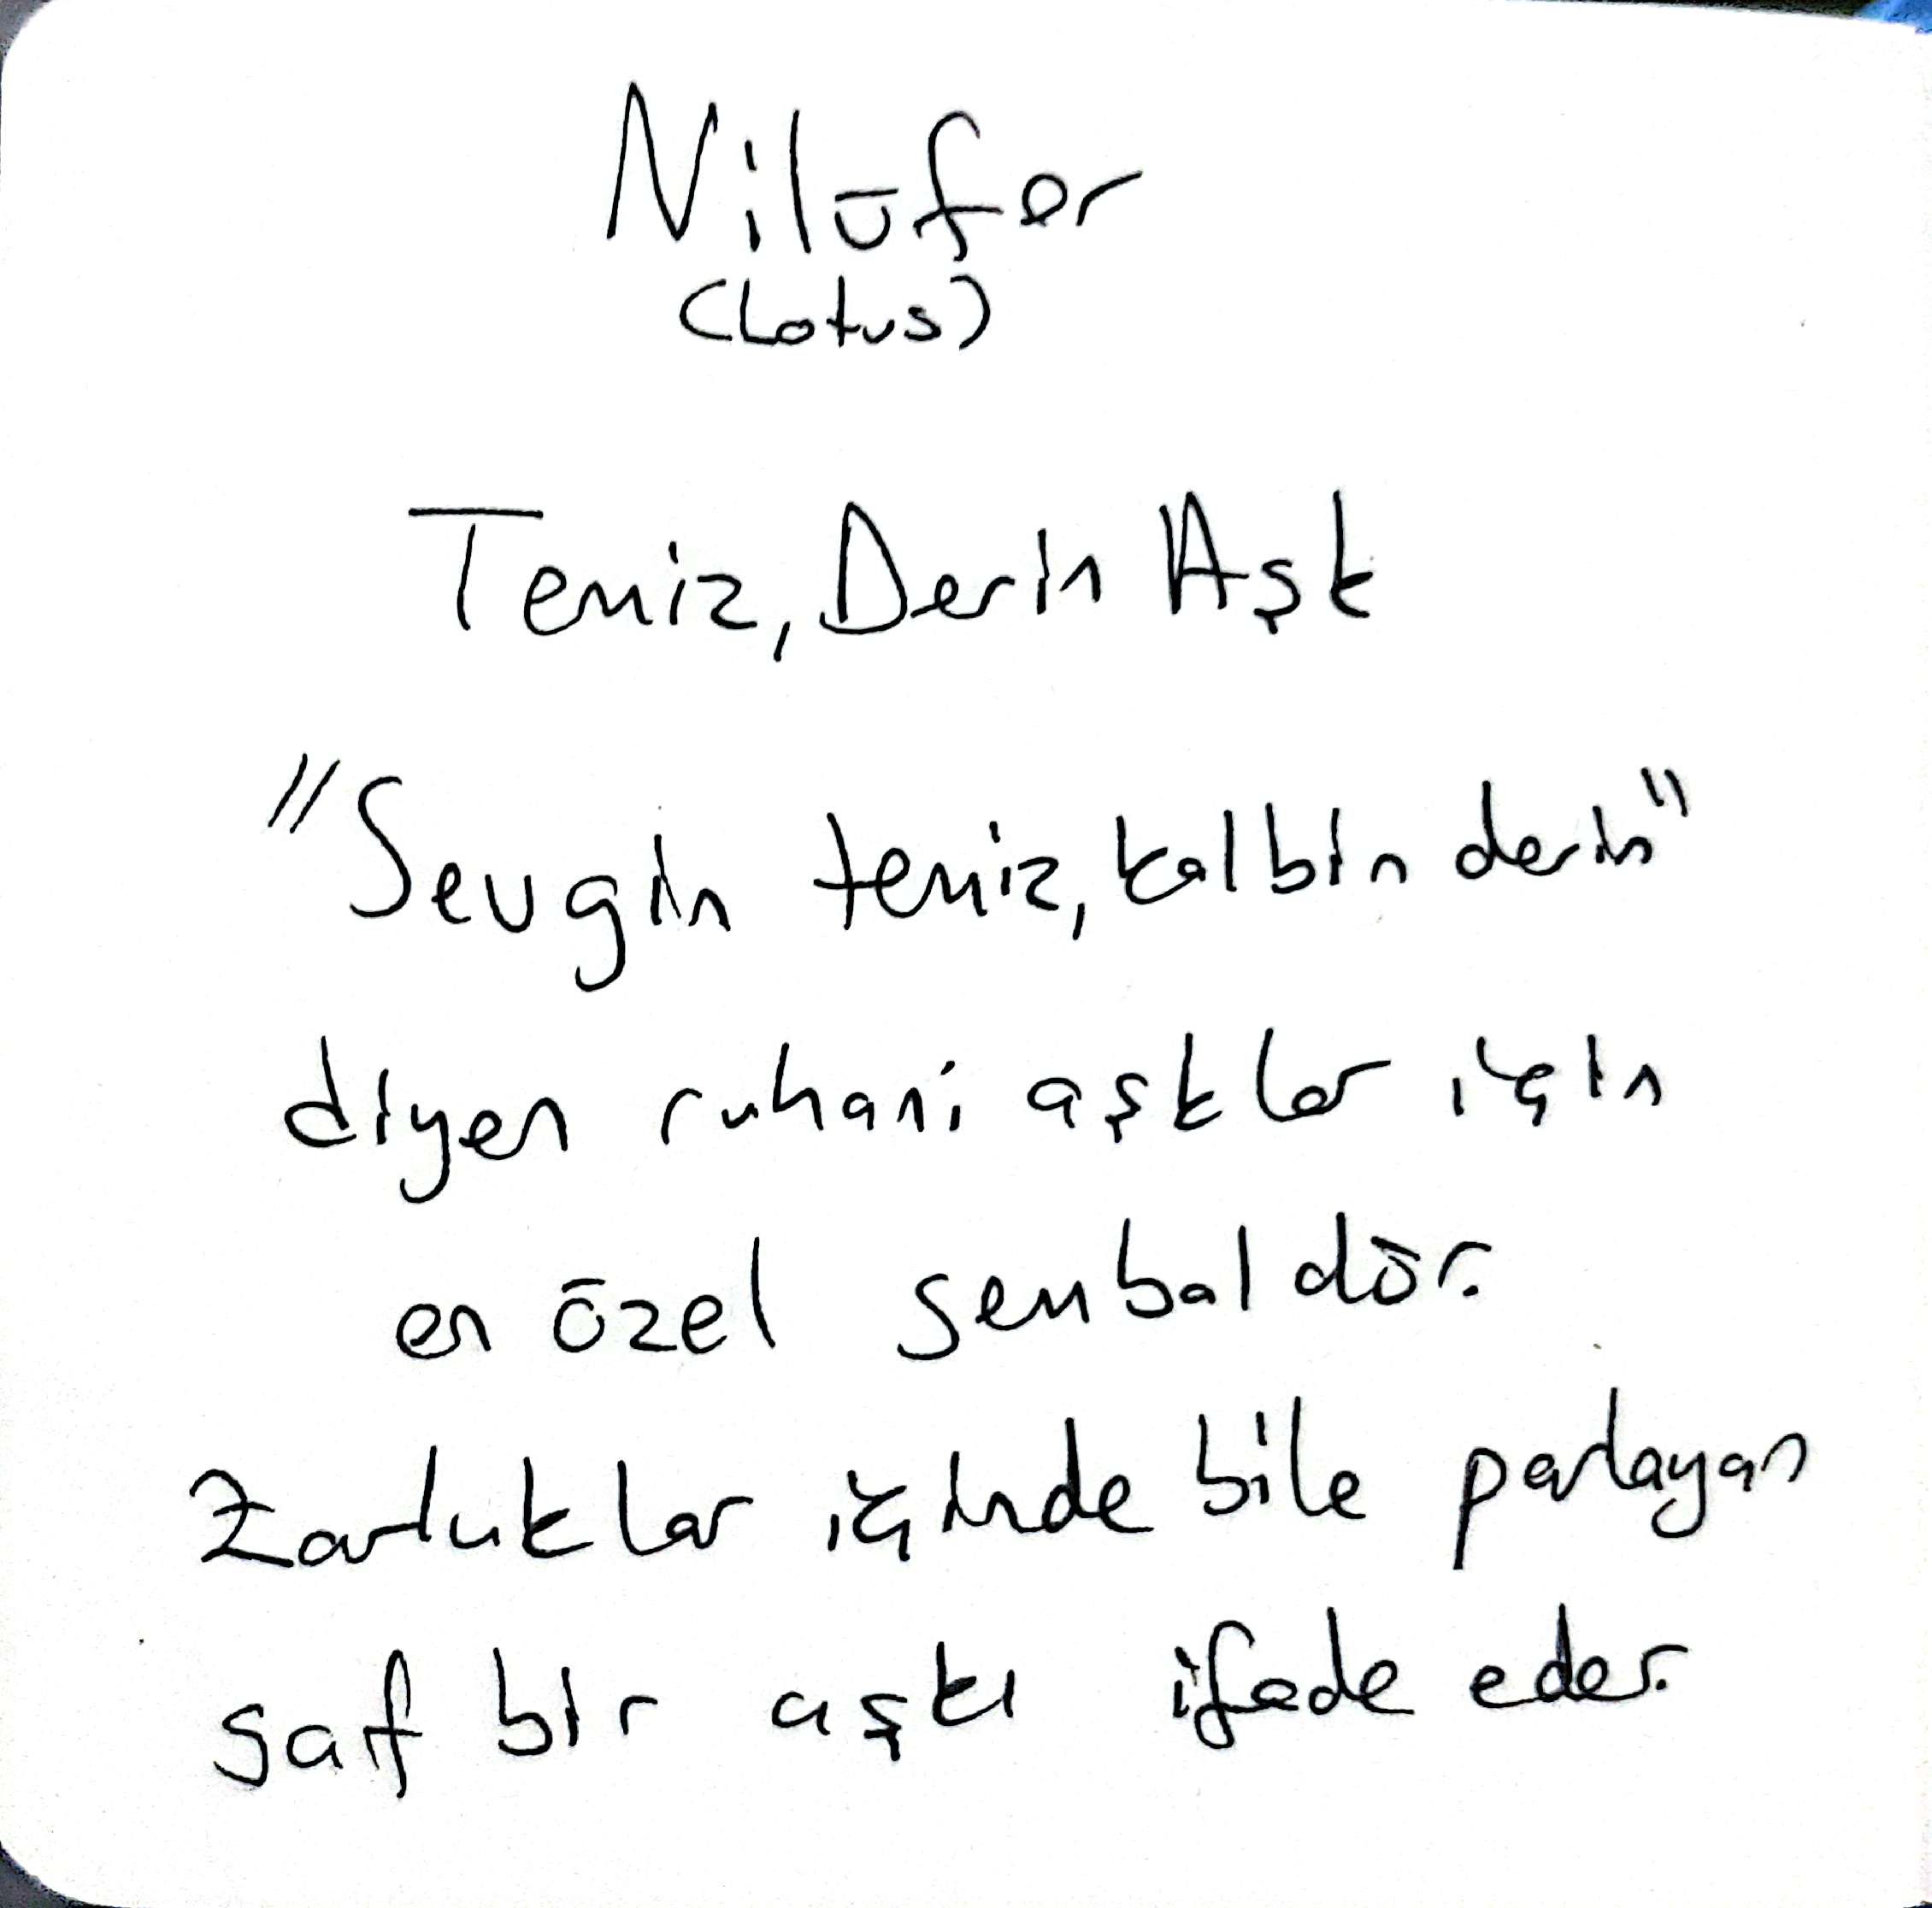 Nilüfer
(Lotus)
Temiz, Derin Aşk
"Sevgin temiz, kalbin derin"
diyen ruhani aşklar için
en özel semboldür.
Zorluklar içinde bile parlayan
saf bir aşkı ifade eder.